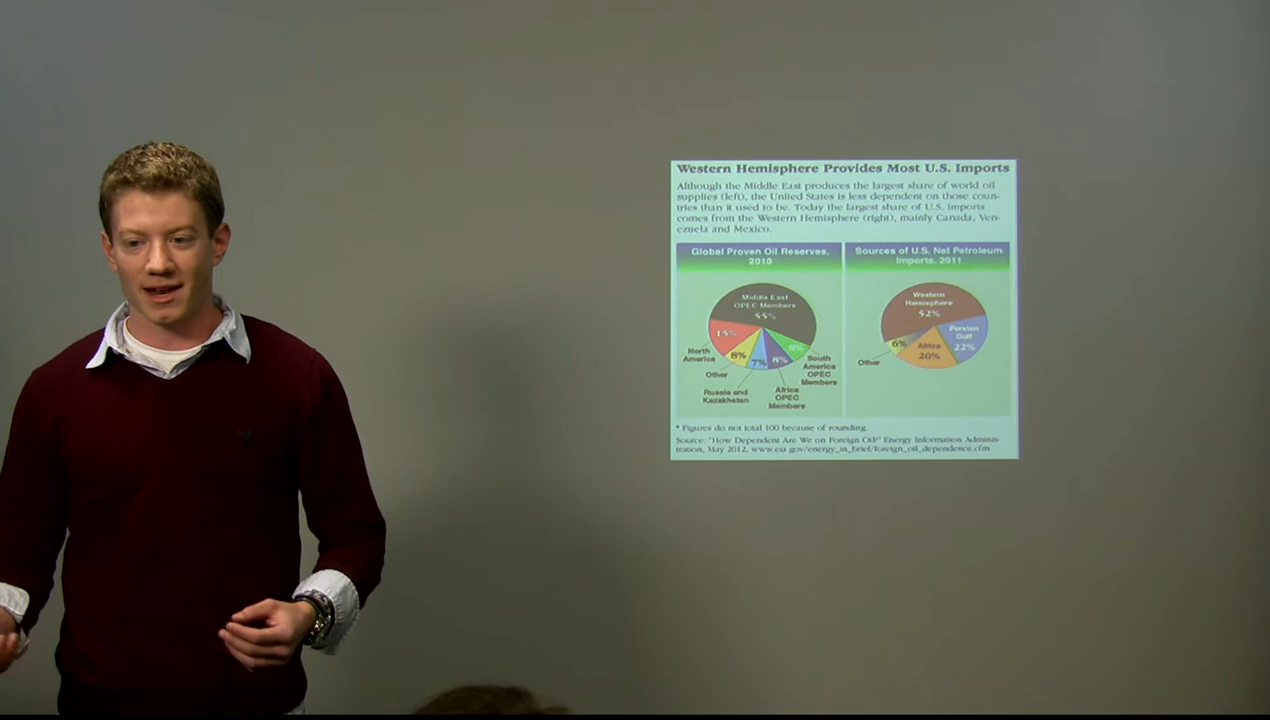 Western Hemisphere Provides Most U.S. Imports
Although the Middle East produces the largest share of world oil
supplies (left), the United States is less dependent on those coun-
tries than it used to be. Today the largest share of U.S. imports
comes from the Western Hemisphere (right), mainly Canada, Ven-
ezuela and Mexico.
Global Proven Oil Reserves,
2010
Middle East
OPEC Members
55%
15%
North
America
8%
Other
7%
Russia and
Kazakhstan
8%
Africa
OPEC
Members
South
America
OPEC
Members
Sources of U.S. Net Petroleum
Imports, 2011
Western
Hemisphere
52%
Persian
Gulf
22%
Africa
20%
6%
Other
* Figures do not total 100 because of rounding.
Source: "How Dependent Are We on Foreign Oil?" Energy Information Adminis-
tration, May 2012, www.eia.gov/energy_in_brief/foreign_oil_dependence.cfm